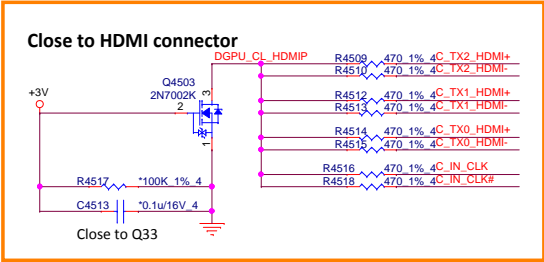 Close to HDMI connector
DGPU_CL_HDMIP
R4509 470_1%_4 C_TX2_HDMI+
R4510 470_1%_4 C_TX2_HDMI-
Q4503
2N7002K
+3V
3
2
1
R4512 470_1%_4 C_TX1_HDMI+
R4513 470_1%_4 C_TX1_HDMI-
R4514 470_1%_4 C_TX0_HDMI+
R4515 470_1%_4 C_TX0_HDMI-
R4516 470_1%_4 C_IN_CLK
R4518 470_1%_4 C_IN_CLK#
R4517 *100K_1%_4
C4513 *0.1u/16V_4
Close to Q33